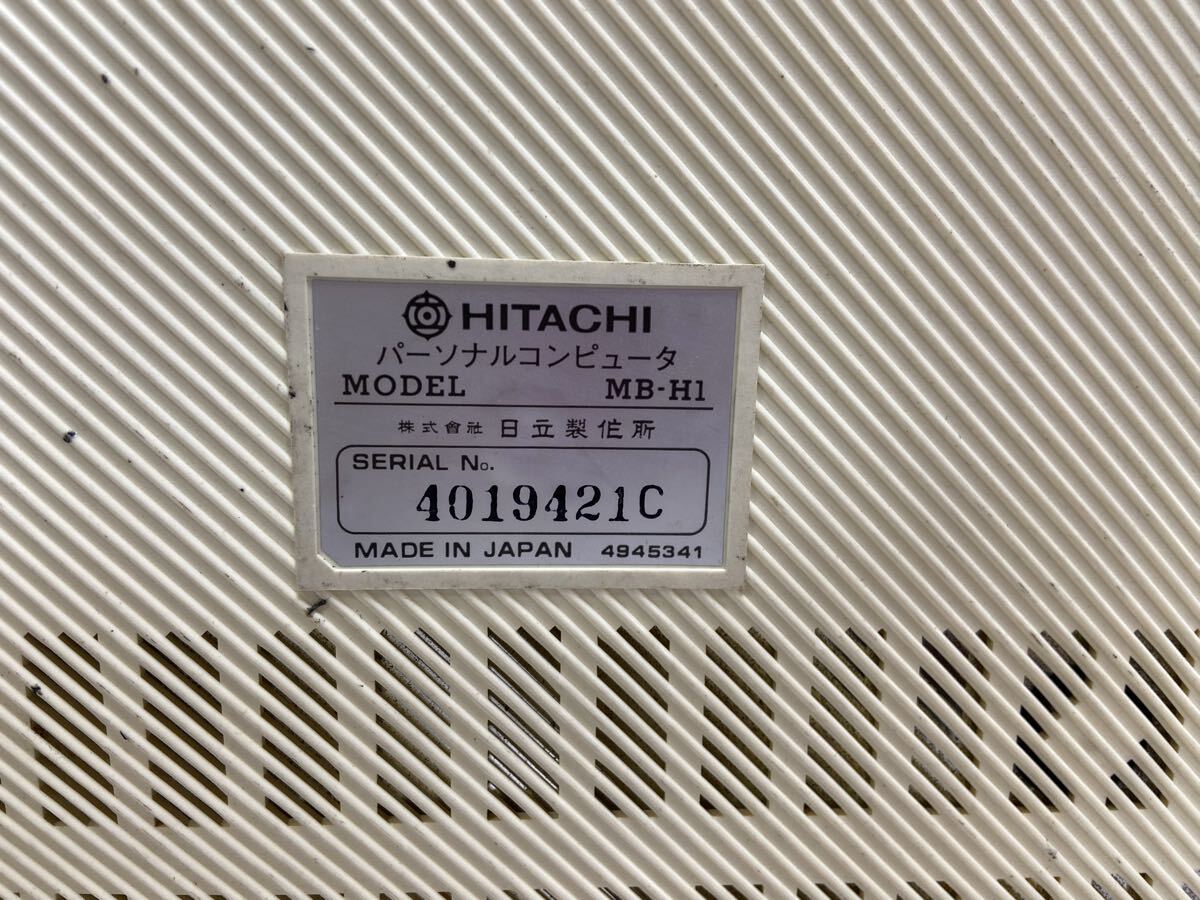 HITACHI
パーソナルコンピュータ
MODEL MB-H1
株式會社 日立製作所
SERIAL No.
4019421C
MADE IN JAPAN 4945341